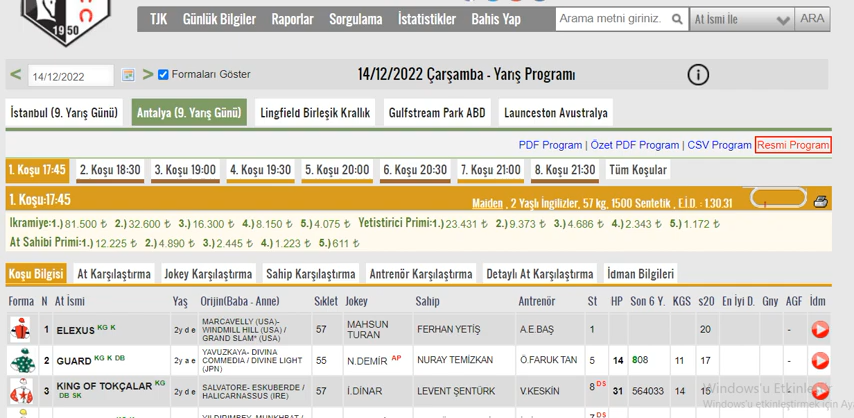 TJK Günlük Bilgiler Raporlar Sorgulama İstatistikler Bahis Yap Arama metni giriniz. At İsmi İle ARA
1950
< 14/12/2022 > Formaları Göster 14/12/2022 Çarşamba - Yarış Programı
İstanbul (9. Yarış Günü) Antalya (9. Yarış Günü) Lingfield Birleşik Krallık Gulfstream Park ABD Launceston Avustralya
PDF Program | Özet PDF Program | CSV Program Resmi Program
1. Koşu 17:45 2. Koşu 18:30 3. Koşu 19:00 4. Koşu 19:30 5. Koşu 20:00 6. Koşu 20:30 7. Koşu 21:00 8. Koşu 21:30 Tüm Koşular
1. Koşu:17:45 Maiden , 2 Yaşlı İngilizler, 57 kg, 1500 Sentetik , E.İ.D. : 1.30.31
İkramiye:1.) 81.500 ₺ 2.) 32.600 ₺ 3.) 16.300 ₺ 4.) 8.150 ₺ 5.) 4.075 ₺ Yetistirici Primi:1.) 23.431 ₺ 2.) 9.373 ₺ 3.) 4.686 ₺ 4.) 2.343 ₺ 5.) 1.172 ₺
At Sahibi Primi:1.) 12.225 ₺ 2.) 4.890 ₺ 3.) 2.445 ₺ 4.) 1.223 ₺ 5.) 611 ₺
Koşu Bilgisi At Karşılaştırma Jokey Karşılaştırma Sahip Karşılaştırma Antrenör Karşılaştırma Detaylı At Karşılaştırma İdman Bilgileri
Forma N At İsmi Yaş Orijin(Baba - Anne) Sıklet Jokey Sahip Antrenör St HP Son 6 Y. KGS s20 En İyi D. Gny AGF İdm
1 ELEXUS KG K 2y d e MARCAVELLY (USA)- WINDMILL HILL (USA) / GRAND SLAM* (USA) 57 MAHSUN TURAN FERHAN YETİŞ A.E.BAŞ 1 20 -
2 GUARD KG K DB 2y a e YAVUZKAYA- DIVINA COMMEDIA / DIVINE LIGHT (JPN) 55 N.DEMİR AP NURAY TEMİZKAN Ö.FARUK TAN 5 14 808 11 17 -
3 KING OF TOKÇALAR KG DB SK 2y d e SALVATORE- ESKUBERDE / HALICARNASSUS (IRE) 57 İ.DİNAR LEVENT ŞENTÜRK V.KESKİN 8 DS 31 564033 14 15
Windows'u Etkinleştir
Windows'u etkinleştirmek için Ay